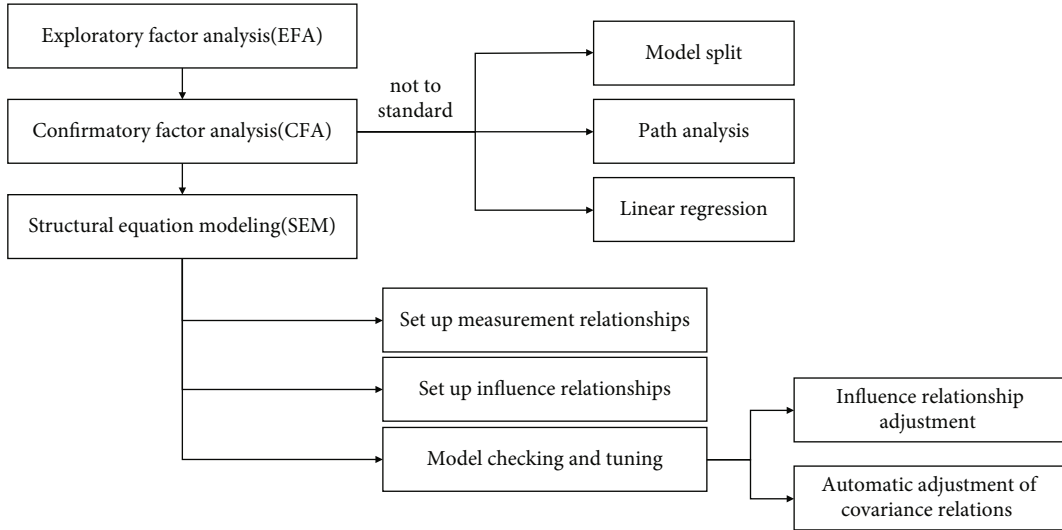 Exploratory factor analysis(EFA)
Model split
not to
standard
Confirmatory factor analysis(CFA)
Path analysis
Linear regression
Structural equation modeling(SEM)
Set up measurement relationships
Set up influence relationships
Influence relationship
adjustment
Model checking and tuning
Automatic adjustment of
covariance relations